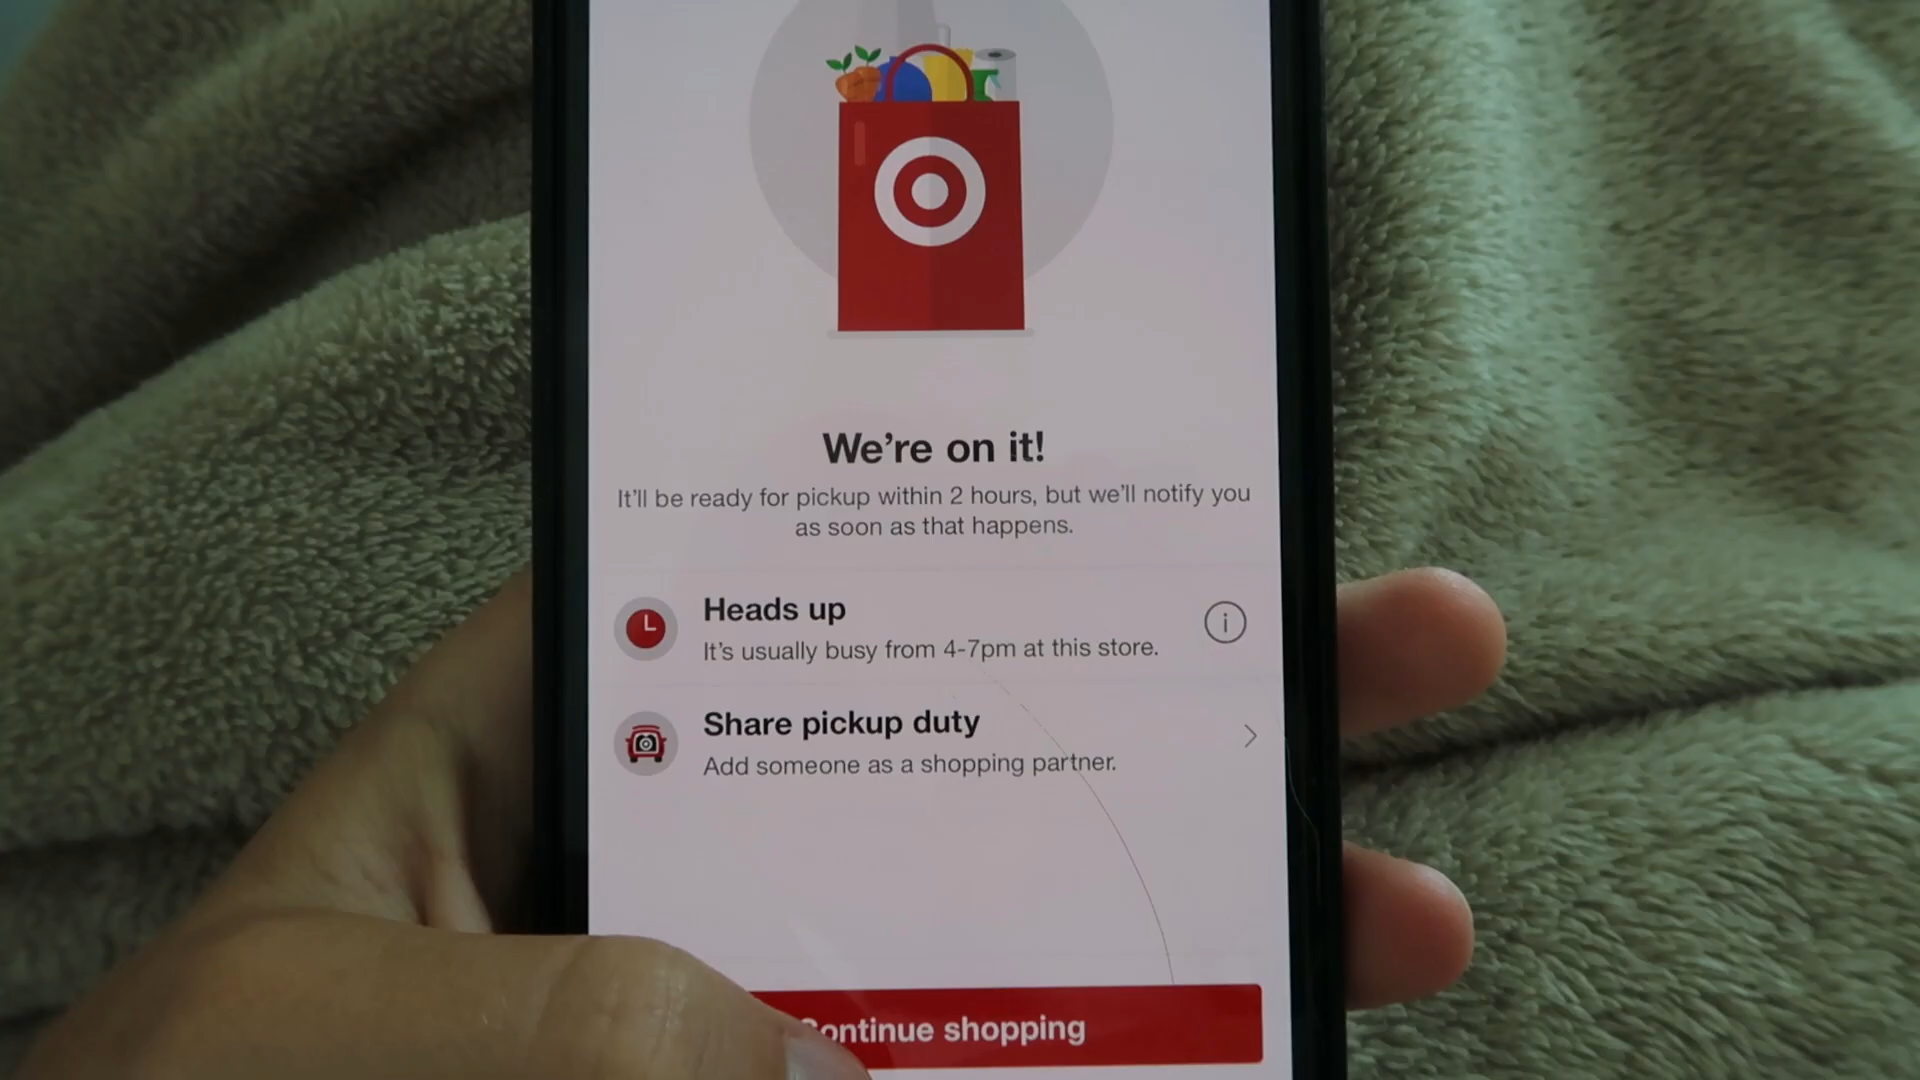 We're on it!
It'll be ready for pickup within 2 hours, but we'll notify you
as soon as that happens.
Heads up
It's usually busy from 4-7pm at this store.
Share pickup duty
Add someone as a shopping partner.
Continue shopping